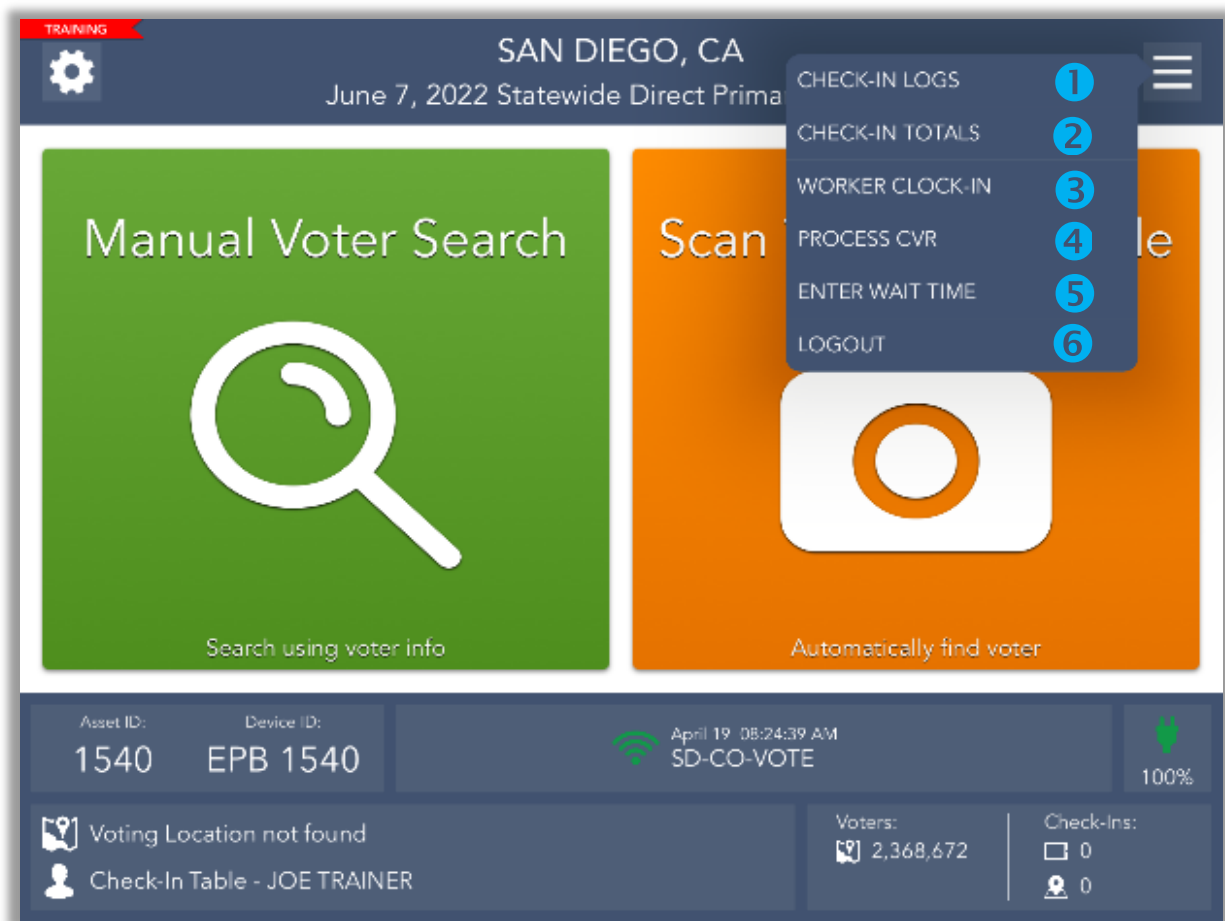 TRAINING
SAN DIEGO, CA
June 7, 2022 Statewide Direct Prima
CHECK-IN LOGS 1
CHECK-IN TOTALS 2
WORKER CLOCK-IN 3
PROCESS CVR 4
ENTER WAIT TIME 5
LOGOUT 6
Manual Voter Search
Scan
le
Search using voter info
Automatically find voter
Asset ID:
1540
Device ID:
EPB 1540
April 19 08:24:39 AM
SD-CO-VOTE
100%
Voting Location not found
Check-In Table - JOE TRAINER
Voters:
2,368,672
Check-Ins:
0
0